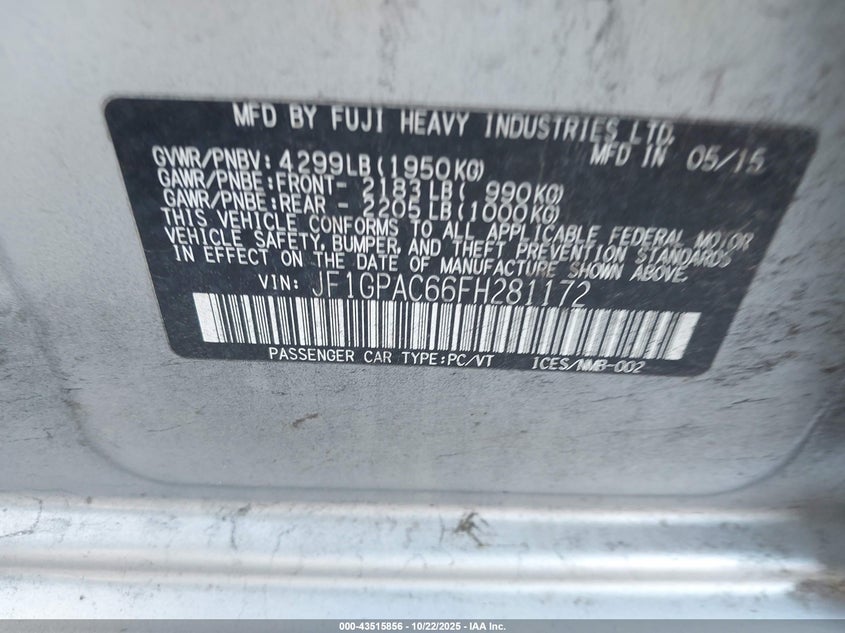 MFD BY FUJI HEAVY INDUSTRIES LTD.
MFD IN 05/15
GVWR/PNBV: 4299LB(1950KG)
GAWR/PNBE:FRONT- 2183LB( 990KG)
GAWR/PNBE:REAR - 2205LB(1000KG)
THIS VEHICLE CONFORMS TO ALL APPLICABLE FEDERAL MOTOR
VEHICLE SAFETY, BUMPER, AND THEFT PREVENTION STANDARDS
IN EFFECT ON THE DATE OF MANUFACTURE SHOWN ABOVE.
VIN: JF1GPAC66FH281172
PASSENGER CAR TYPE:PC/VT ICES/NMB-002
000-43515856 - 10/22/2025 - IAA Inc.